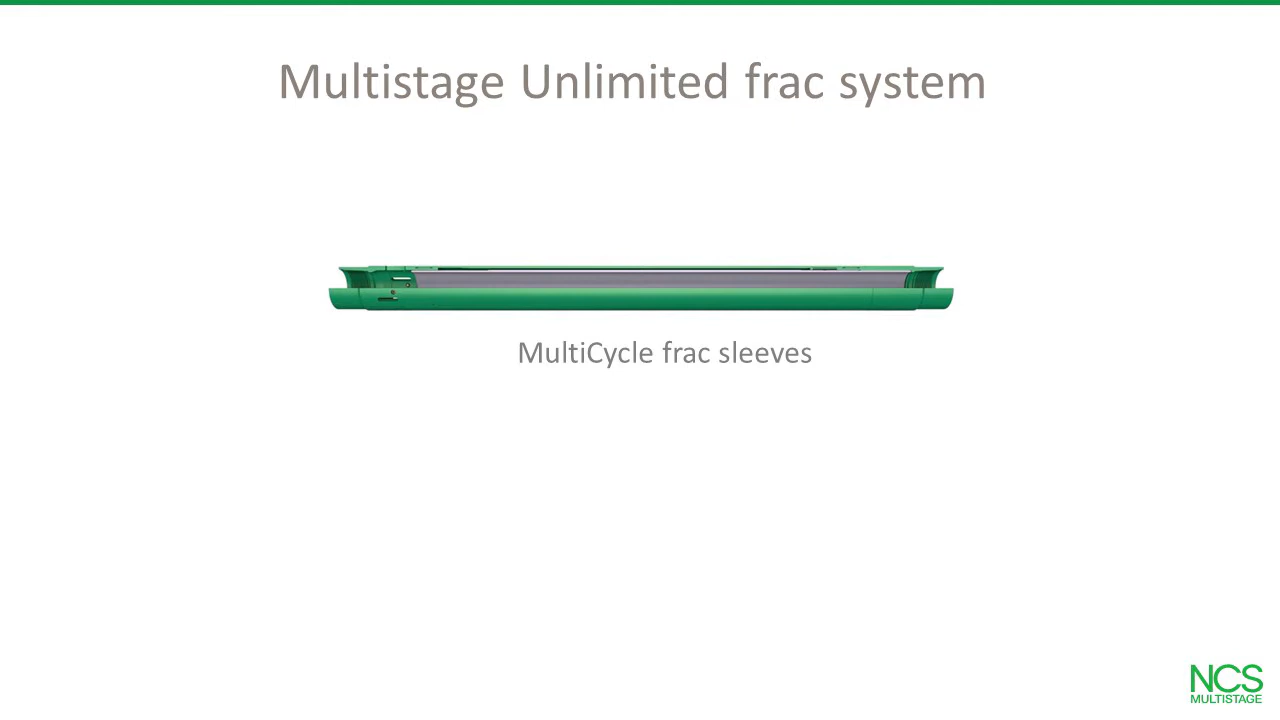 Multistage Unlimited frac system
MultiCycle frac sleeves
NCS
MULTISTAGE